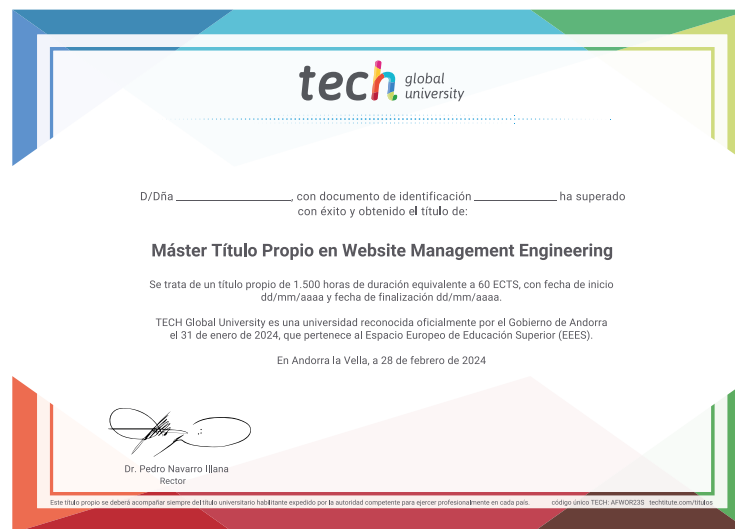 tech global university
D/Dña ____________________, con documento de identificación ______________ ha superado
con éxito y obtenido el título de:
Máster Título Propio en Website Management Engineering
Se trata de un título propio de 1.500 horas de duración equivalente a 60 ECTS, con fecha de inicio
dd/mm/aaaa y fecha de finalización dd/mm/aaaa.
TECH Global University es una universidad reconocida oficialmente por el Gobierno de Andorra
el 31 de enero de 2024, que pertenece al Espacio Europeo de Educación Superior (EEES).
En Andorra la Vella, a 28 de febrero de 2024
Dr. Pedro Navarro Illana
Rector
Este título propio se deberá acompañar siempre del título universitario habilitante expedido por la autoridad competente para ejercer profesionalmente en cada país. código único TECH: AFWOR23S techtitute.com/titulos